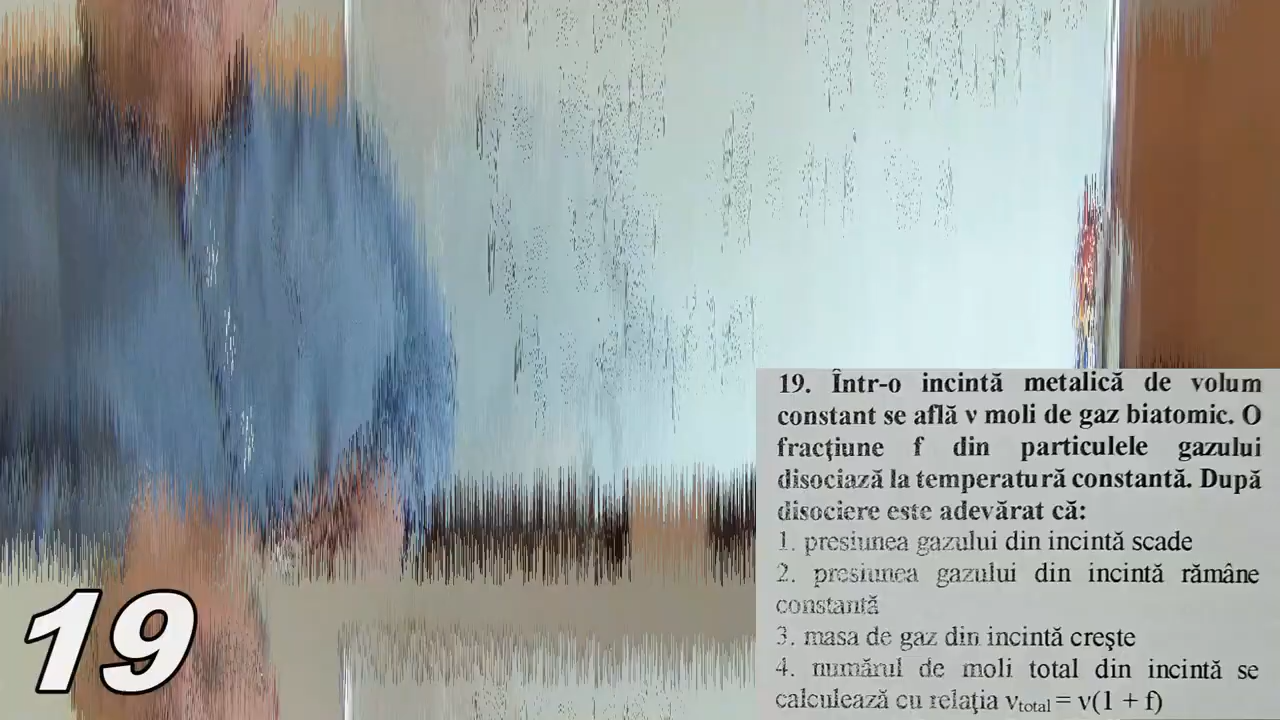 19. Într-o incintă metalică de volum
constant se află ν moli de gaz biatomic. O
fracţiune f din particulele gazului
disociază la temperatură constantă. După
disociere este adevărat că:
1. presiunea gazului din incintă scade
2. presiunea gazului din incintă rămâne
constantă
3. masa de gaz din incintă creşte
4. numărul de moli total din incintă se
calculează cu relaţia νtotal = ν(1 + f)
19